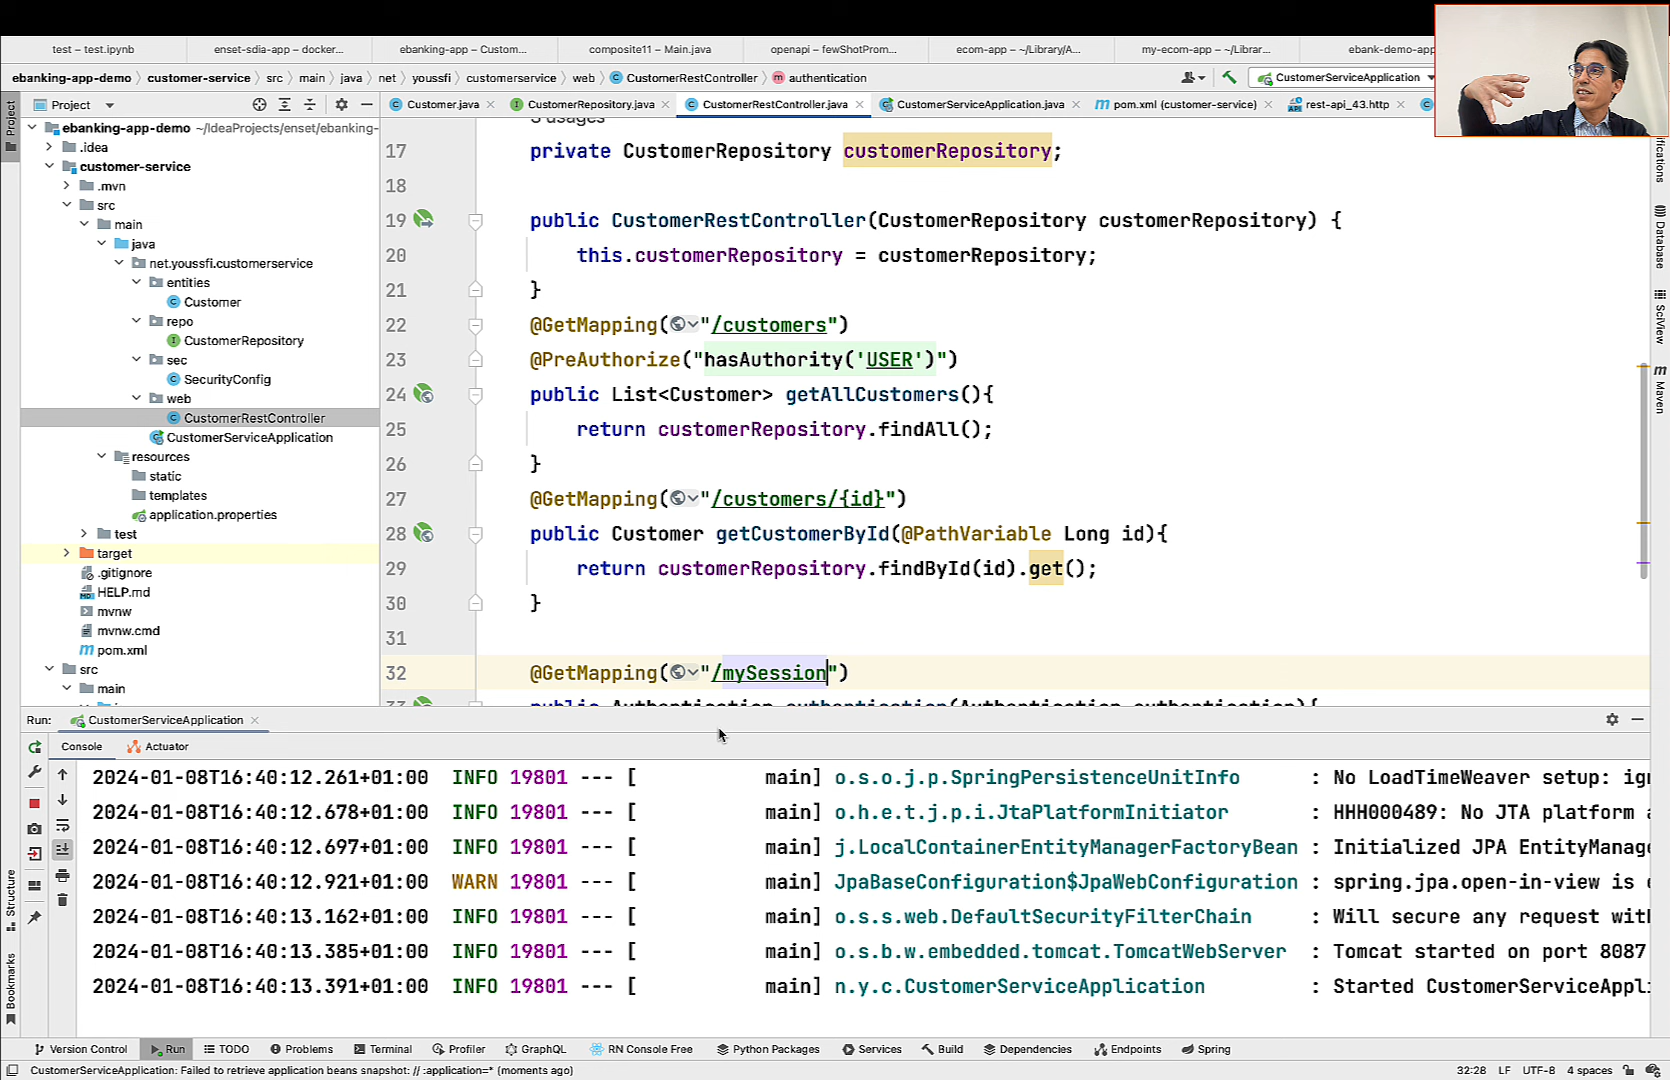 test – test.ipynb
enset-sdia-app – docker...
ebanking-app – Custom...
composite11 – Main.java
openapi – fewShotProm...
ecom-app – ~/Library/A...
my-ecom-app – ~/Librar...
ebank-demo-app
ebanking-app-demo > customer-service > src > main > java > net > youssfi > customerservice > web > CustomerRestController > authentication
CustomerServiceApplication
Project
Customer.java
CustomerRepository.java
CustomerRestController.java
CustomerServiceApplication.java
pom.xml (customer-service)
rest-api_43.http
ebanking-app-demo ~/IdeaProjects/enset/ebanking-
.idea
customer-service
.mvn
src
main
java
net.youssfi.customerservice
entities
Customer
repo
CustomerRepository
sec
SecurityConfig
web
CustomerRestController
CustomerServiceApplication
resources
static
templates
application.properties
test
target
.gitignore
HELP.md
mvnw
mvnw.cmd
pom.xml
src
main
3 usages
17 private CustomerRepository customerRepository;
18
19 public CustomerRestController(CustomerRepository customerRepository) {
20 this.customerRepository = customerRepository;
21 }
22 @GetMapping("/customers")
23 @PreAuthorize("hasAuthority('USER')")
24 public List<Customer> getAllCustomers(){
25 return customerRepository.findAll();
26 }
27 @GetMapping("/customers/{id}")
28 public Customer getCustomerById(@PathVariable Long id){
29 return customerRepository.findById(id).get();
30 }
31
32 @GetMapping("/mySession")
33 public Authentication authentication(Authentication authentication){
Project
Structure
Bookmarks
Database
SciView
Maven
Run: CustomerServiceApplication
Console
Actuator
2024-01-08T16:40:12.261+01:00 INFO 19801 --- [ main] o.s.o.j.p.SpringPersistenceUnitInfo : No LoadTimeWeaver setup: ign
2024-01-08T16:40:12.678+01:00 INFO 19801 --- [ main] o.h.e.t.j.p.i.JtaPlatformInitiator : HHH000489: No JTA platform a
2024-01-08T16:40:12.697+01:00 INFO 19801 --- [ main] j.LocalContainerEntityManagerFactoryBean : Initialized JPA EntityManage
2024-01-08T16:40:12.921+01:00 WARN 19801 --- [ main] JpaBaseConfiguration$JpaWebConfiguration : spring.jpa.open-in-view is
2024-01-08T16:40:13.162+01:00 INFO 19801 --- [ main] o.s.s.web.DefaultSecurityFilterChain : Will secure any request wit
2024-01-08T16:40:13.385+01:00 INFO 19801 --- [ main] o.s.b.w.embedded.tomcat.TomcatWebServer : Tomcat started on port 8087
2024-01-08T16:40:13.391+01:00 INFO 19801 --- [ main] n.y.c.CustomerServiceApplication : Started CustomerServiceAppl
Version Control
Run
TODO
Problems
Terminal
Profiler
GraphQL
RN Console Free
Python Packages
Services
Build
Dependencies
Endpoints
Spring
CustomerServiceApplication: Failed to retrieve application beans snapshot: // :application=* (moments ago)
32:28 LF UTF-8 4 spaces